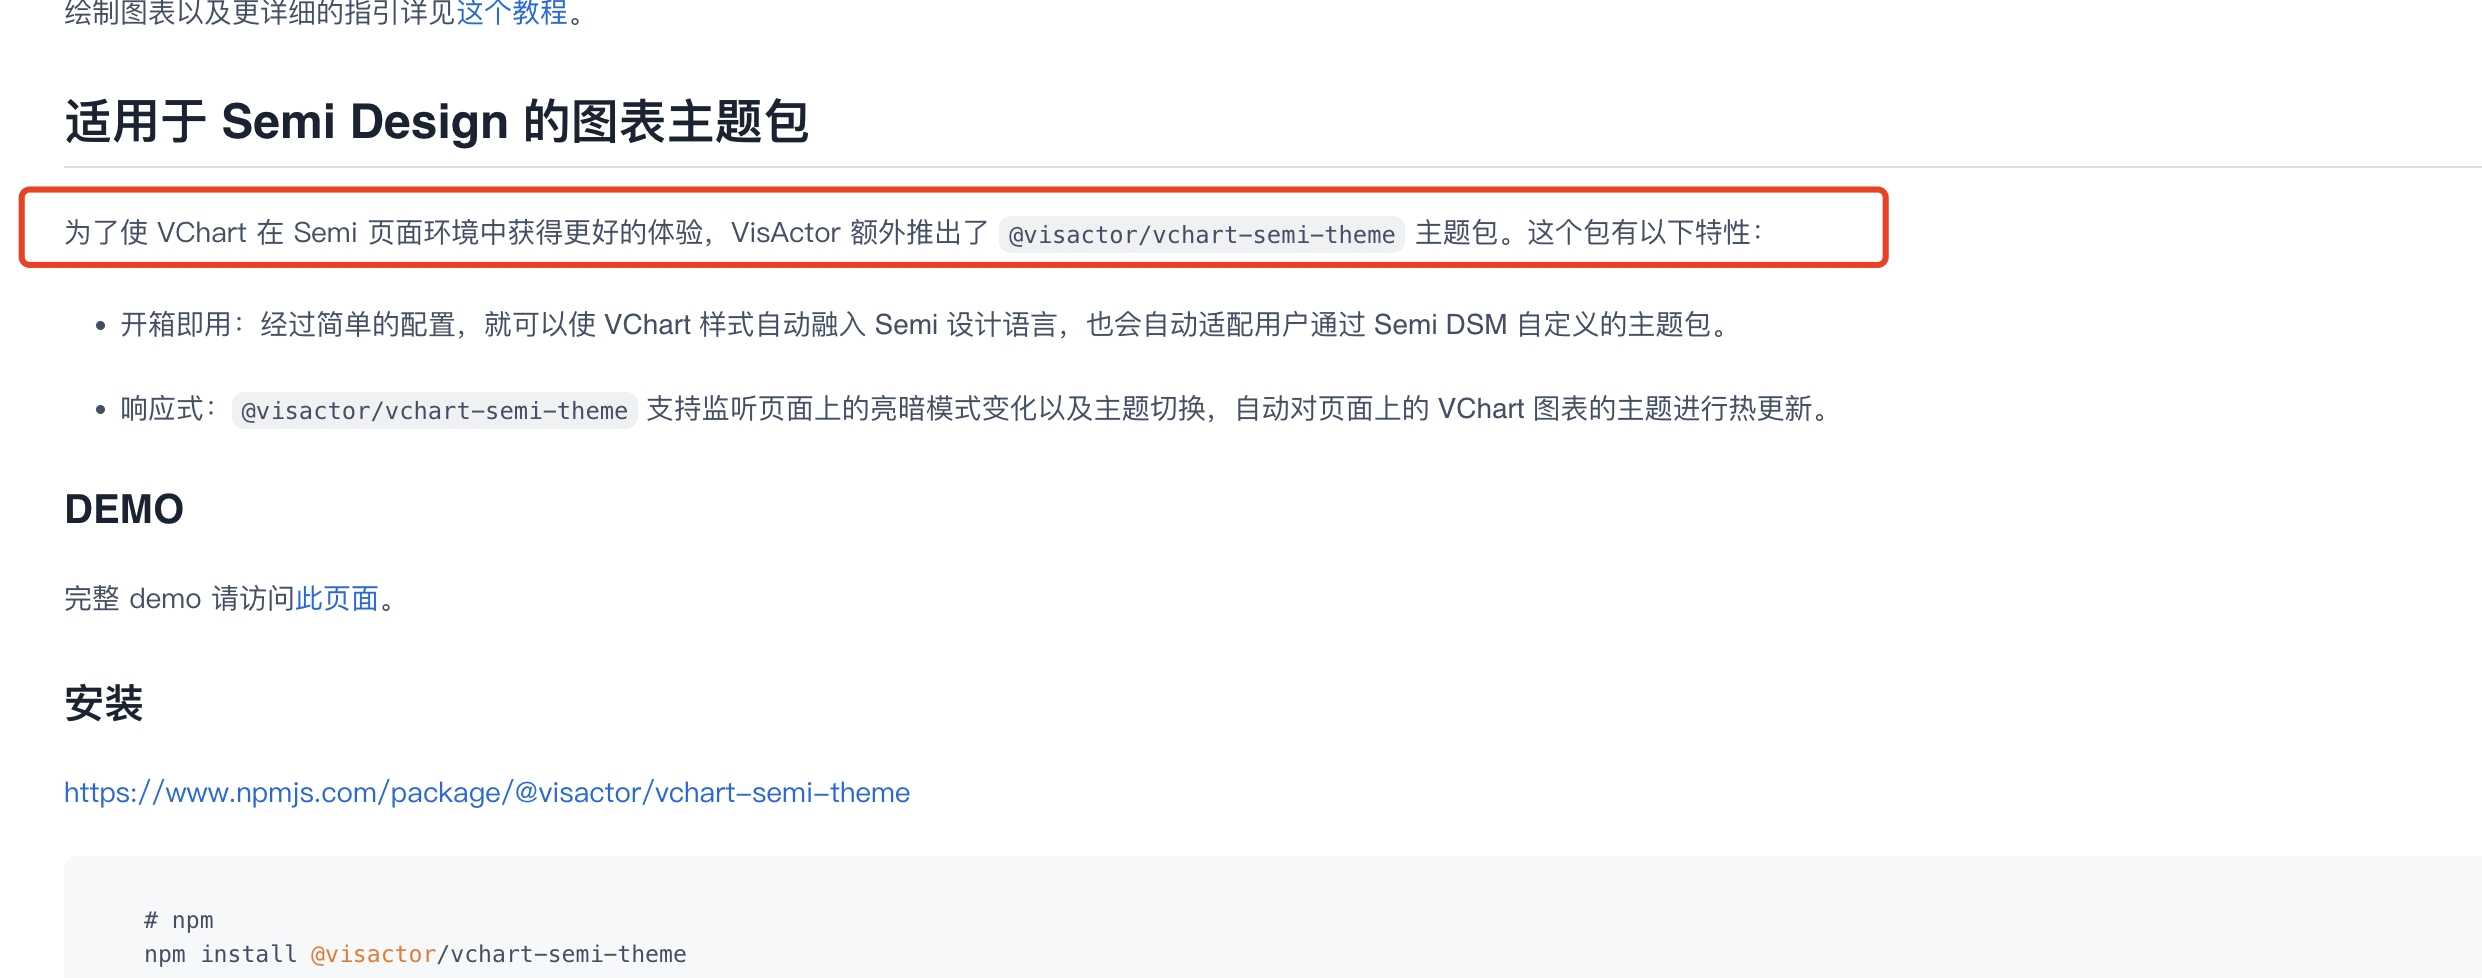 绘制图表以及更详细的指引详见这个教程。
适用于 Semi Design 的图表主题包
为了使 VChart 在 Semi 页面环境中获得更好的体验，VisActor 额外推出了 @visactor/vchart-semi-theme 主题包。这个包有以下特性：
• 开箱即用：经过简单的配置，就可以使 VChart 样式自动融入 Semi 设计语言，也会自动适配用户通过 Semi DSM 自定义的主题包。
• 响应式：@visactor/vchart-semi-theme 支持监听页面上的亮暗模式变化以及主题切换，自动对页面上的 VChart 图表的主题进行热更新。
DEMO
完整 demo 请访问此页面。
安装
https://www.npmjs.com/package/@visactor/vchart-semi-theme
# npm
npm install @visactor/vchart-semi-theme